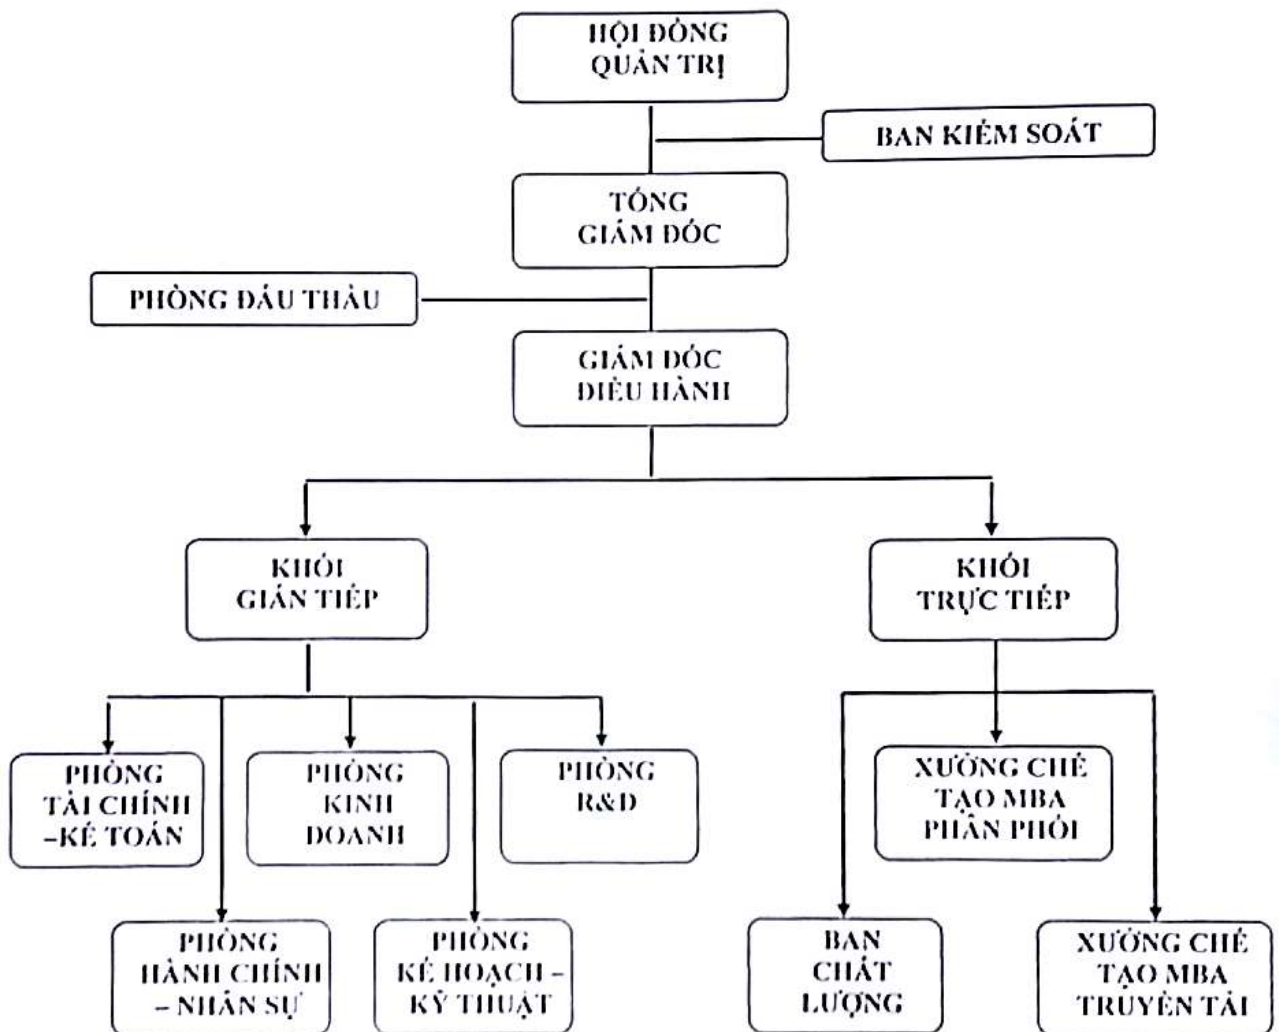 HỘI ĐỒNG
QUẢN TRỊ
BAN KIỂM SOÁT
TỔNG
GIÁM ĐỐC
PHÒNG ĐẤU THẦU
GIÁM ĐỐC
ĐIỀU HÀNH
KHỐI
GIÁN TIẾP
KHỐI
TRỰC TIẾP
PHÒNG
TÀI CHÍNH
–KẾ TOÁN
PHÒNG
KINH
DOANH
PHÒNG
R&D
XƯỞNG CHẾ
TẠO MBA
PHÂN PHỐI
PHÒNG
HÀNH CHÍNH
– NHÂN SỰ
PHÒNG
KẾ HOẠCH –
KỸ THUẬT
BAN
CHẤT
LƯỢNG
XƯỞNG CHẾ
TẠO MBA
TRUYỀN TẢI